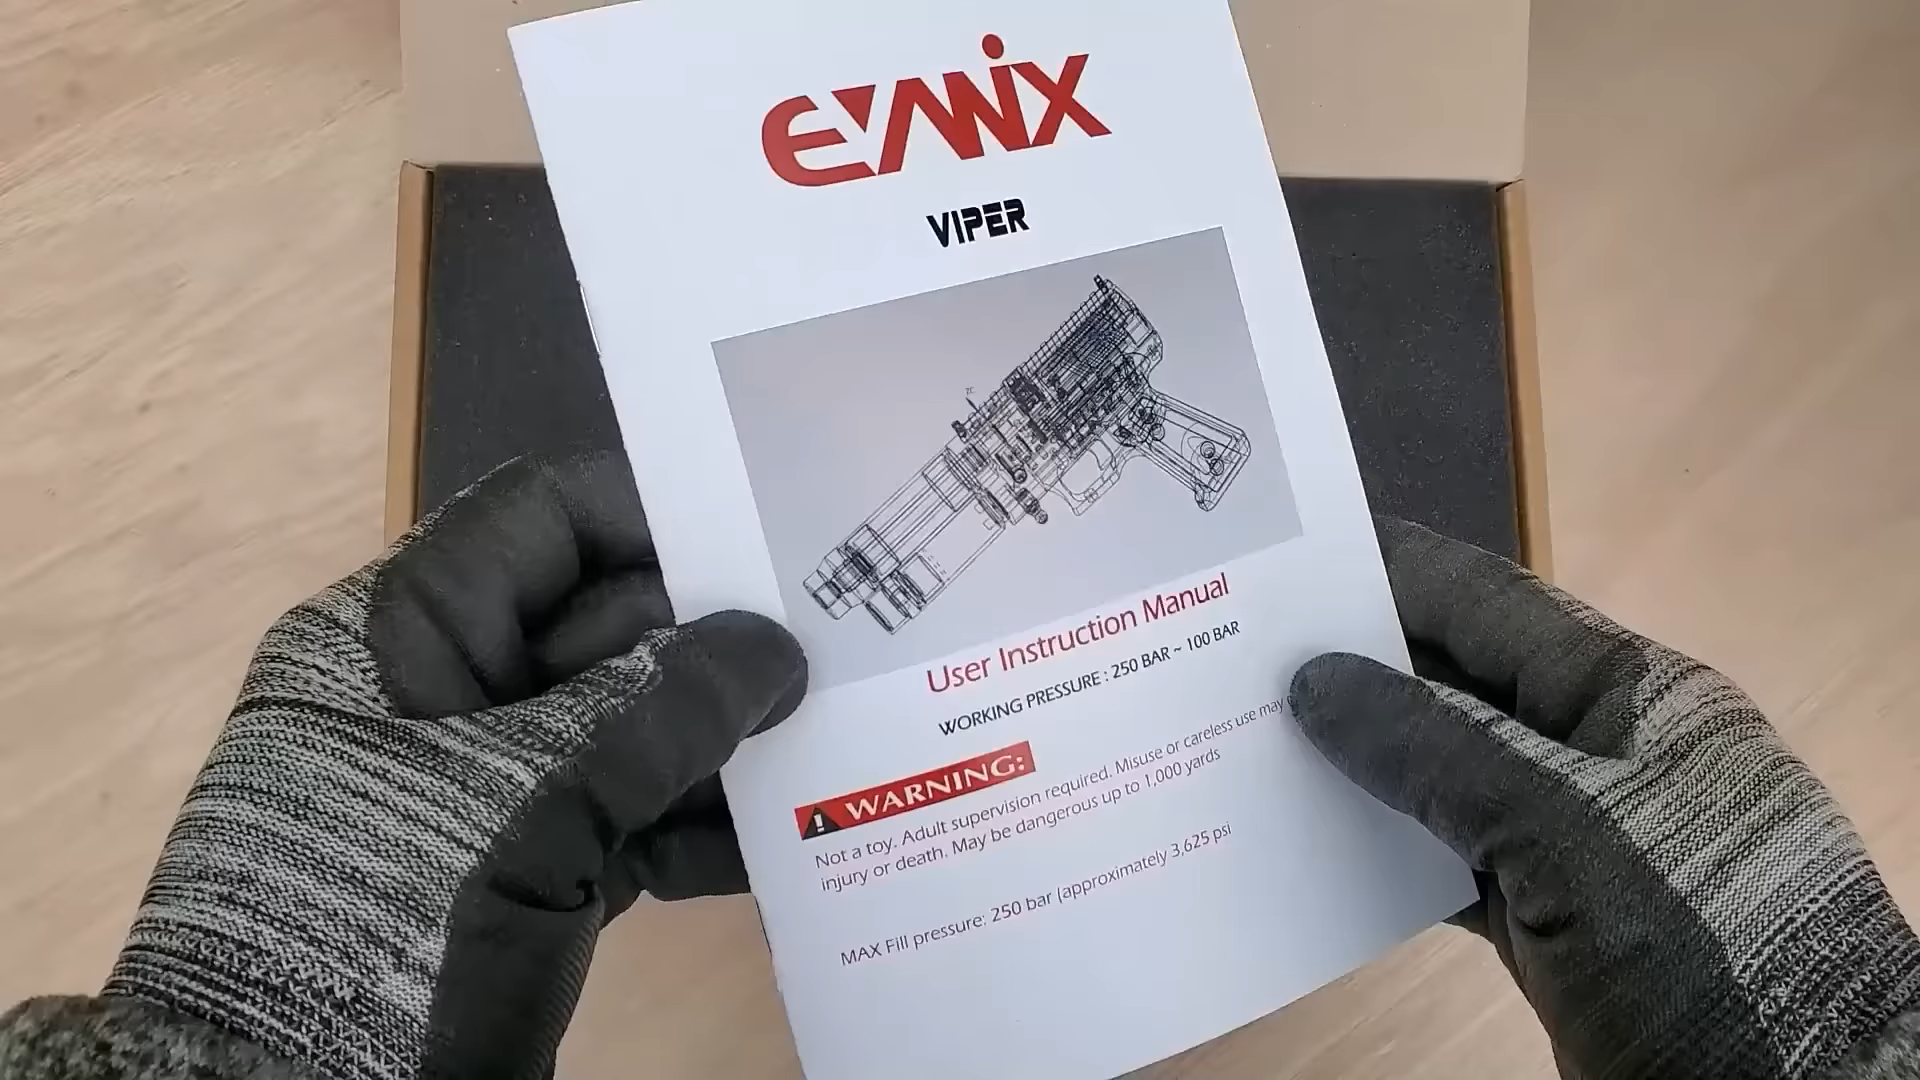 EVANIX
VIPER
User Instruction Manual
WORKING PRESSURE : 250 BAR ~ 100 BAR
WARNING:
Not a toy. Adult supervision required. Misuse or careless use may
injury or death. May be dangerous up to 1,000 yards
MAX Fill pressure: 250 bar (approximately 3,625 psi